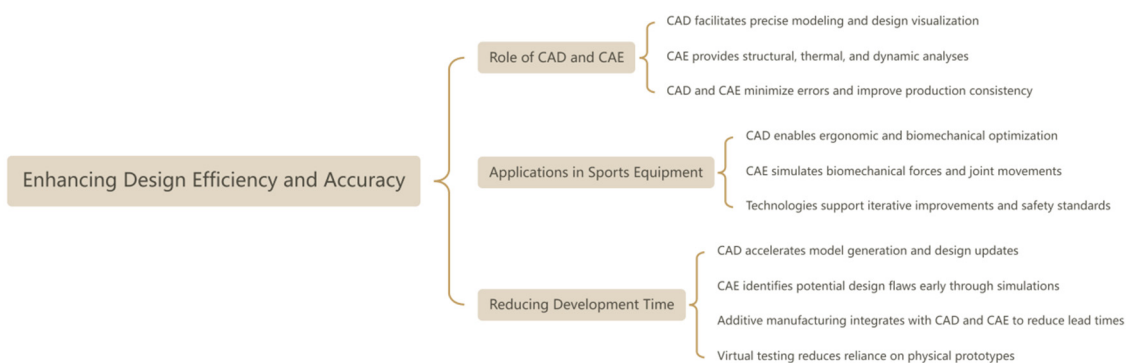 Enhancing Design Efficiency and Accuracy
Role of CAD and CAE
CAD facilitates precise modeling and design visualization
CAE provides structural, thermal, and dynamic analyses
CAD and CAE minimize errors and improve production consistency
Applications in Sports Equipment
CAD enables ergonomic and biomechanical optimization
CAE simulates biomechanical forces and joint movements
Technologies support iterative improvements and safety standards
Reducing Development Time
CAD accelerates model generation and design updates
CAE identifies potential design flaws early through simulations
Additive manufacturing integrates with CAD and CAE to reduce lead times
Virtual testing reduces reliance on physical prototypes